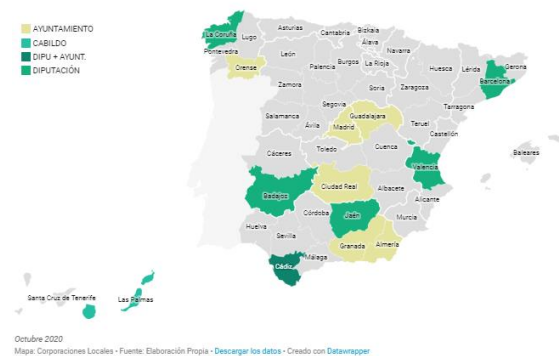 AYUNTAMIENTO
CABILDO
DIPU + AYUNT.
DIPUTACIÓN
La Coruña
Lugo
Asturias
Cantabria
Bizkaia
Álava
Navarra
Pontevedra
Orense
León
Palencia
Burgos
La Rioja
Huesca
Lérida
Gerona
Barcelona
Zamora
Soria
Zaragoza
Tarragona
Segovia
Guadalajara
Salamanca
Ávila
Madrid
Teruel
Castellón
Cáceres
Toledo
Cuenca
Valencia
Baleares
Badajoz
Ciudad Real
Albacete
Alicante
Huelva
Sevilla
Córdoba
Jaén
Murcia
Granada
Almería
Málaga
Cádiz
Santa Cruz de Tenerife
Las Palmas
Octubre 2020
Mapa: Corporaciones Locales • Fuente: Elaboración Propia • Descargar los datos • Creado con Datawrapper